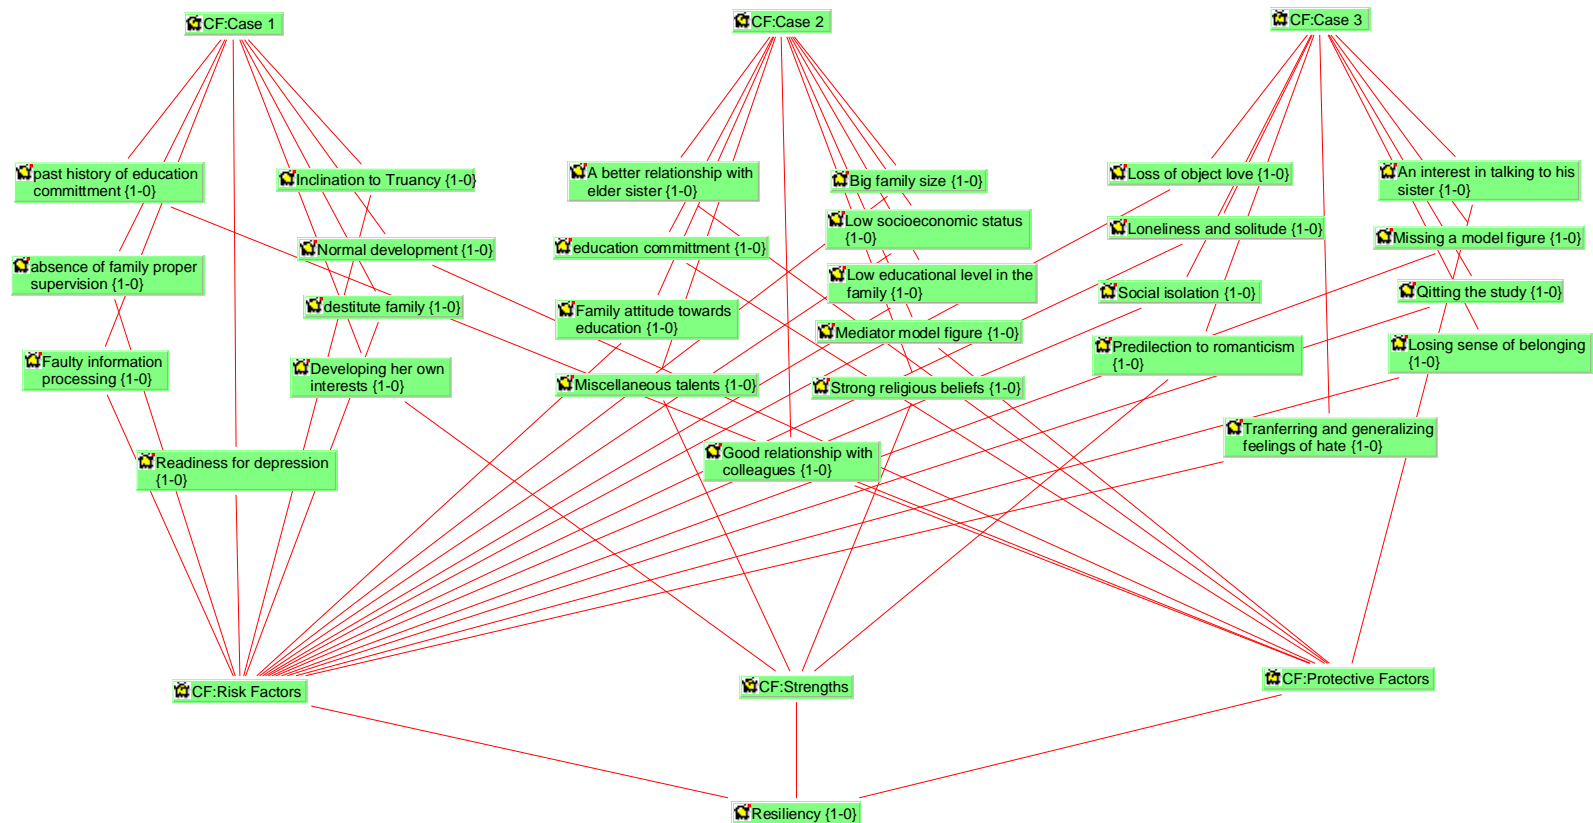 CF:Case 1
CF:Case 2
CF:Case 3
past history of education
committment {1-0}
Inclination to Truancy {1-0}
A better relationship with
elder sister {1-0}
Big family size {1-0}
Loss of object love {1-0}
An interest in talking to his
sister {1-0}
Normal development {1-0}
education committment {1-0}
Low socioeconomic status
{1-0}
Loneliness and solitude {1-0}
Missing a model figure {1-0}
absence of family proper
supervision {1-0}
destitute family {1-0}
Low educational level in the
family {1-0}
Social isolation {1-0}
Qitting the study {1-0}
Family attitude towards
education {1-0}
Mediator model figure {1-0}
Predilection to romanticism
{1-0}
Losing sense of belonging
{1-0}
Faulty information
processing {1-0}
Developing her own
interests {1-0}
Miscellaneous talents {1-0}
Strong religious beliefs {1-0}
Tranferring and generalizing
feelings of hate {1-0}
Readiness for depression
{1-0}
Good relationship with
colleagues {1-0}
CF:Risk Factors
CF:Strengths
CF:Protective Factors
Resiliency {1-0}